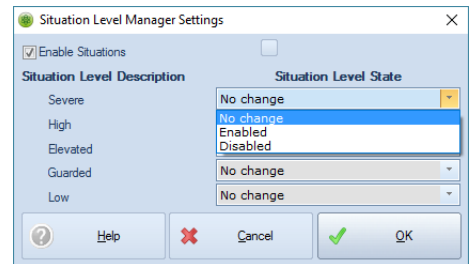 Situation Level Manager Settings
Enable Situations
Situation Level Description Situation Level State
Severe No change
High No change
Enabled
Elevated Disabled
Guarded No change
Low No change
Help Cancel OK